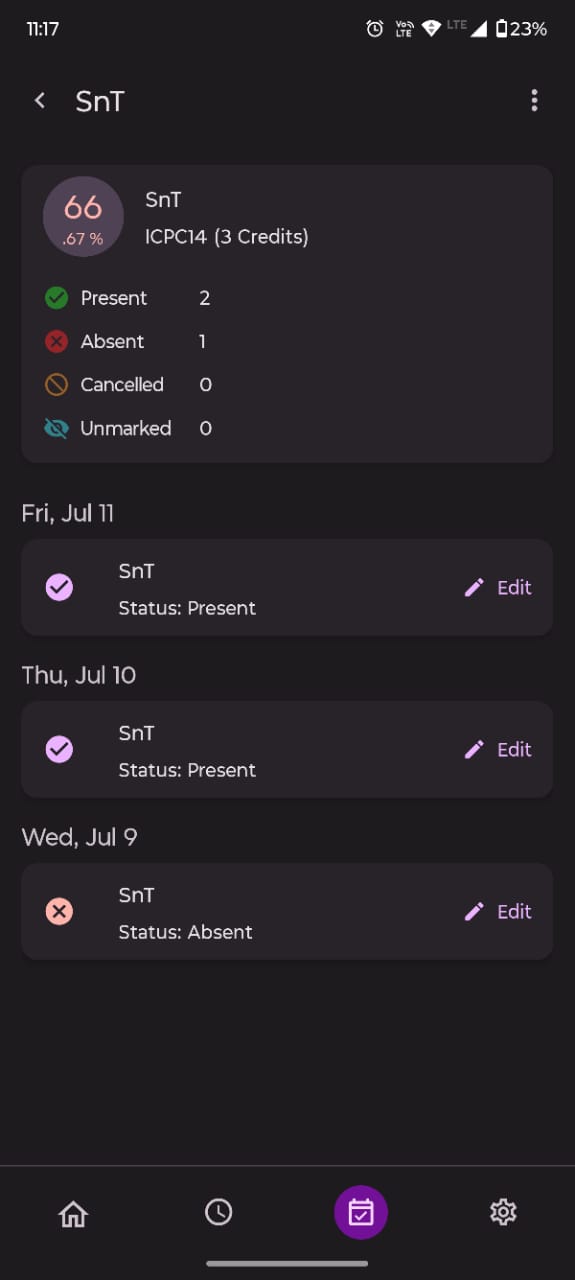 11:17
Vo)) LTE
LTE
23%
SnT
66
.67 %
SnT
ICPC14 (3 Credits)
Present 2
Absent 1
Cancelled 0
Unmarked 0
Fri, Jul 11
SnT
Status: Present
Edit
Thu, Jul 10
SnT
Status: Present
Edit
Wed, Jul 9
SnT
Status: Absent
Edit